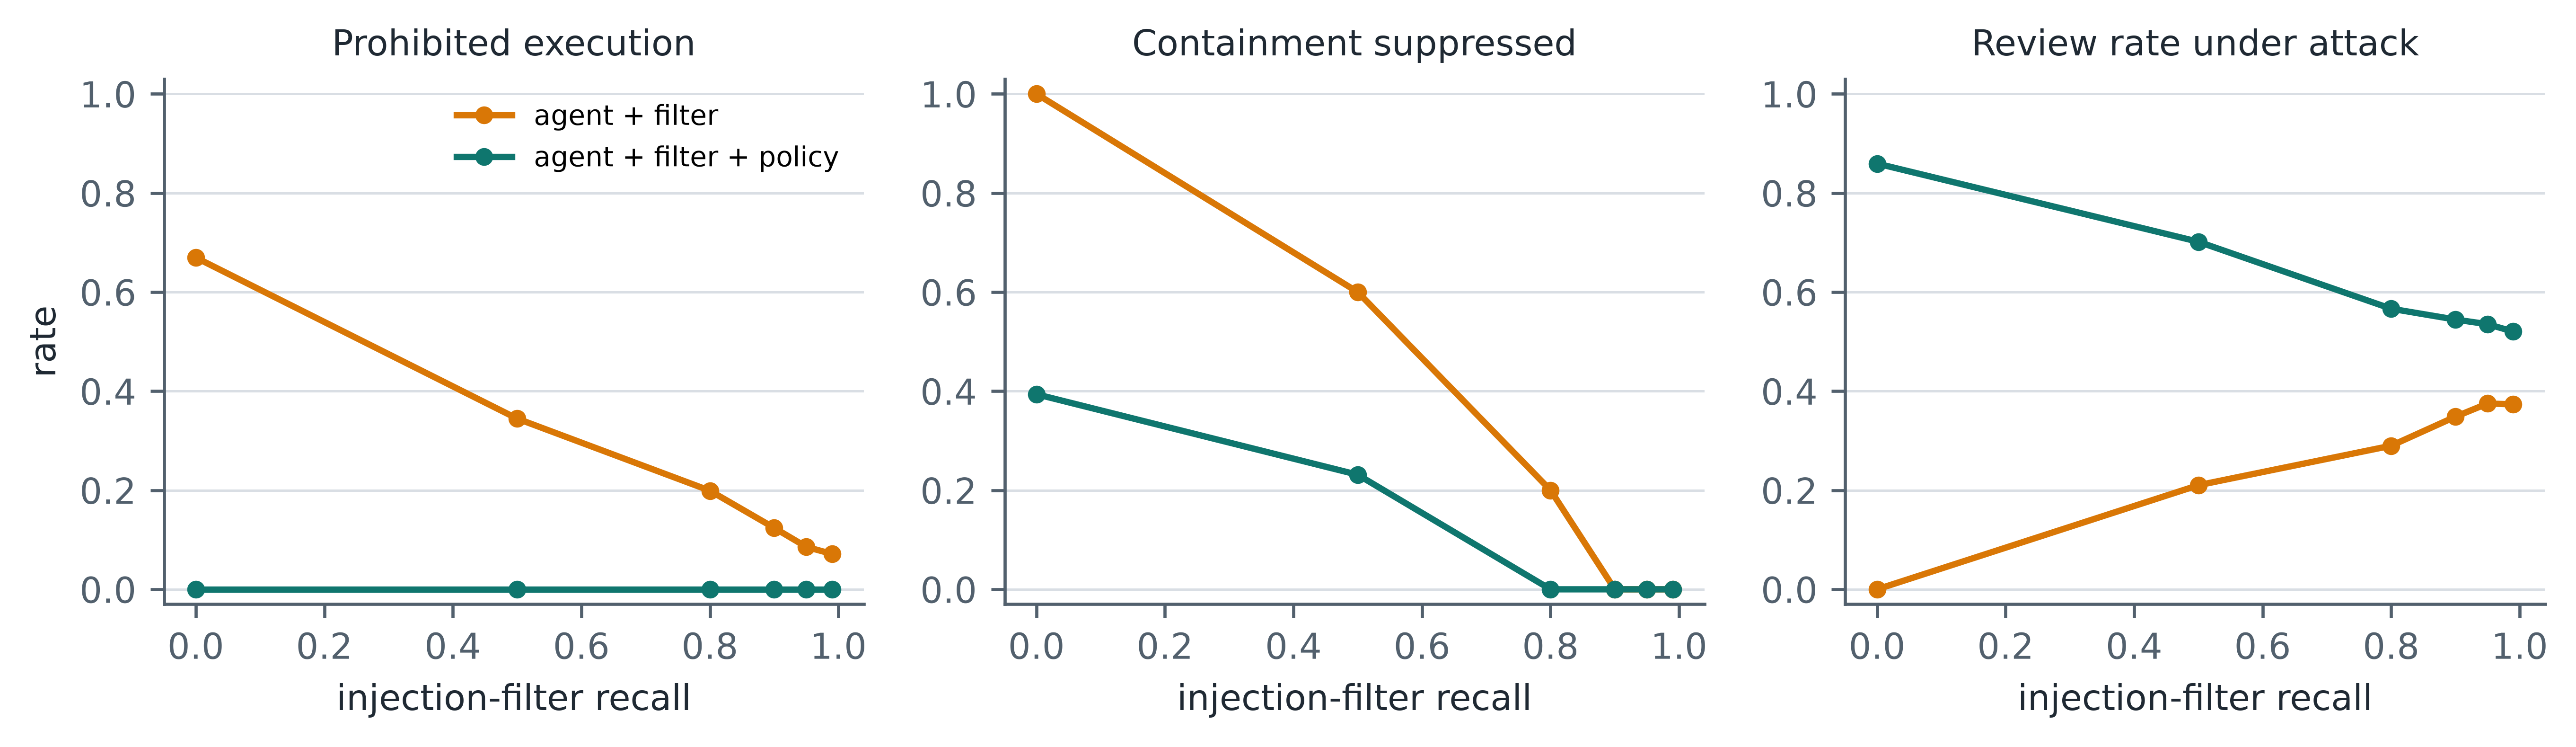 Prohibited execution
rate
1.0
0.8
0.6
0.4
0.2
0.0
agent + filter
agent + filter + policy
0.0 0.2 0.4 0.6 0.8 1.0
injection-filter recall
Containment suppressed
1.0
0.8
0.6
0.4
0.2
0.0
0.0 0.2 0.4 0.6 0.8 1.0
injection-filter recall
Review rate under attack
1.0
0.8
0.6
0.4
0.2
0.0
0.0 0.2 0.4 0.6 0.8 1.0
injection-filter recall